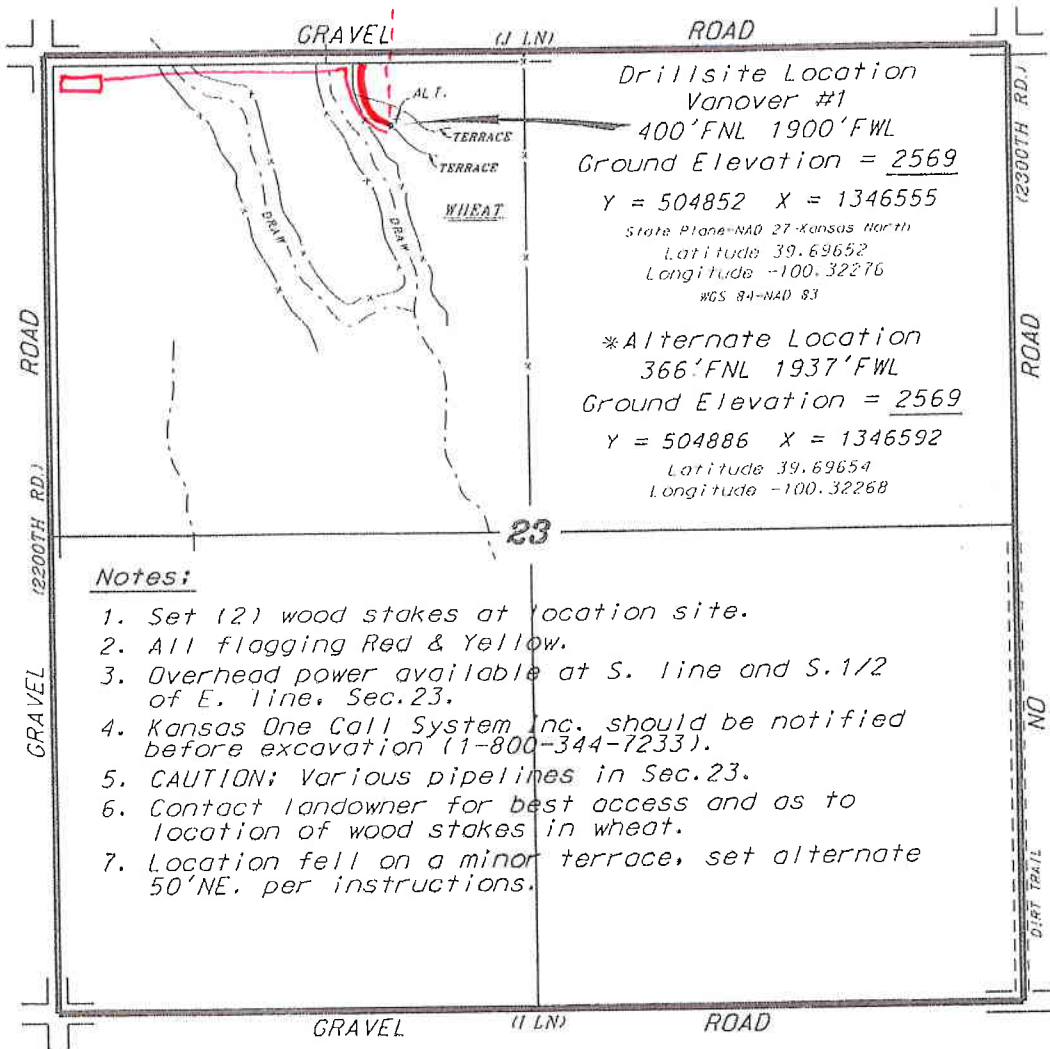 GRAVEL (J LN) ROAD
Drillsite Location
Vanover #1
400'FNL 1900'FWL
Ground Elevation = 2569
Y = 504852 X = 1346555
State Plane-NAD 27-Kansas North
Latitude 39.69652
Longitude -100.32276
WGS 84-NAD 83
*Alternate Location
366'FNL 1937'FWL
Ground Elevation = 2569
Y = 504886 X = 1346592
Latitude 39.69654
Longitude -100.32268
ALT.
TERRACE
TERRACE
WHEAT
DRAW
DRAW
GRAVEL (2200TH RD.) ROAD
(2300TH RD.)
ROAD
NO
DIRT TRAIL
23
Notes:
1. Set (2) wood stakes at location site.
2. All flagging Red & Yellow.
3. Overhead power available at S. line and S.1/2
of E. line, Sec.23.
4. Kansas One Call System Inc. should be notified
before excavation (1-800-344-7233).
5. CAUTION: Various pipelines in Sec.23.
6. Contact landowner for best access and as to
location of wood stakes in wheat.
7. Location fell on a minor terrace, set alternate
50'NE. per instructions.
GRAVEL (I LN) ROAD